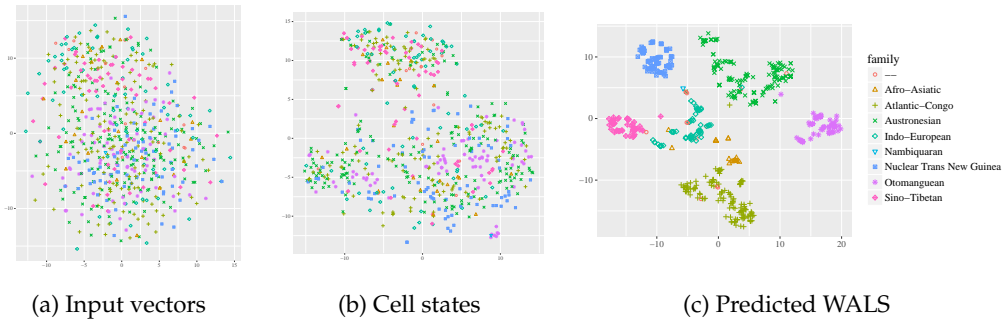 10
0
−10
−10 −5 0 5 10 15
(a) Input vectors
15
10
5
0
−5
−10
−10 0 10
(b) Cell states
10
0
−10
−10 0 10 20
(c) Predicted WALS
family
−−
Afro−Asiatic
Atlantic−Congo
Austronesian
Indo−European
Nambiquaran
Nuclear Trans New Guinea
Otomanguean
Sino−Tibetan